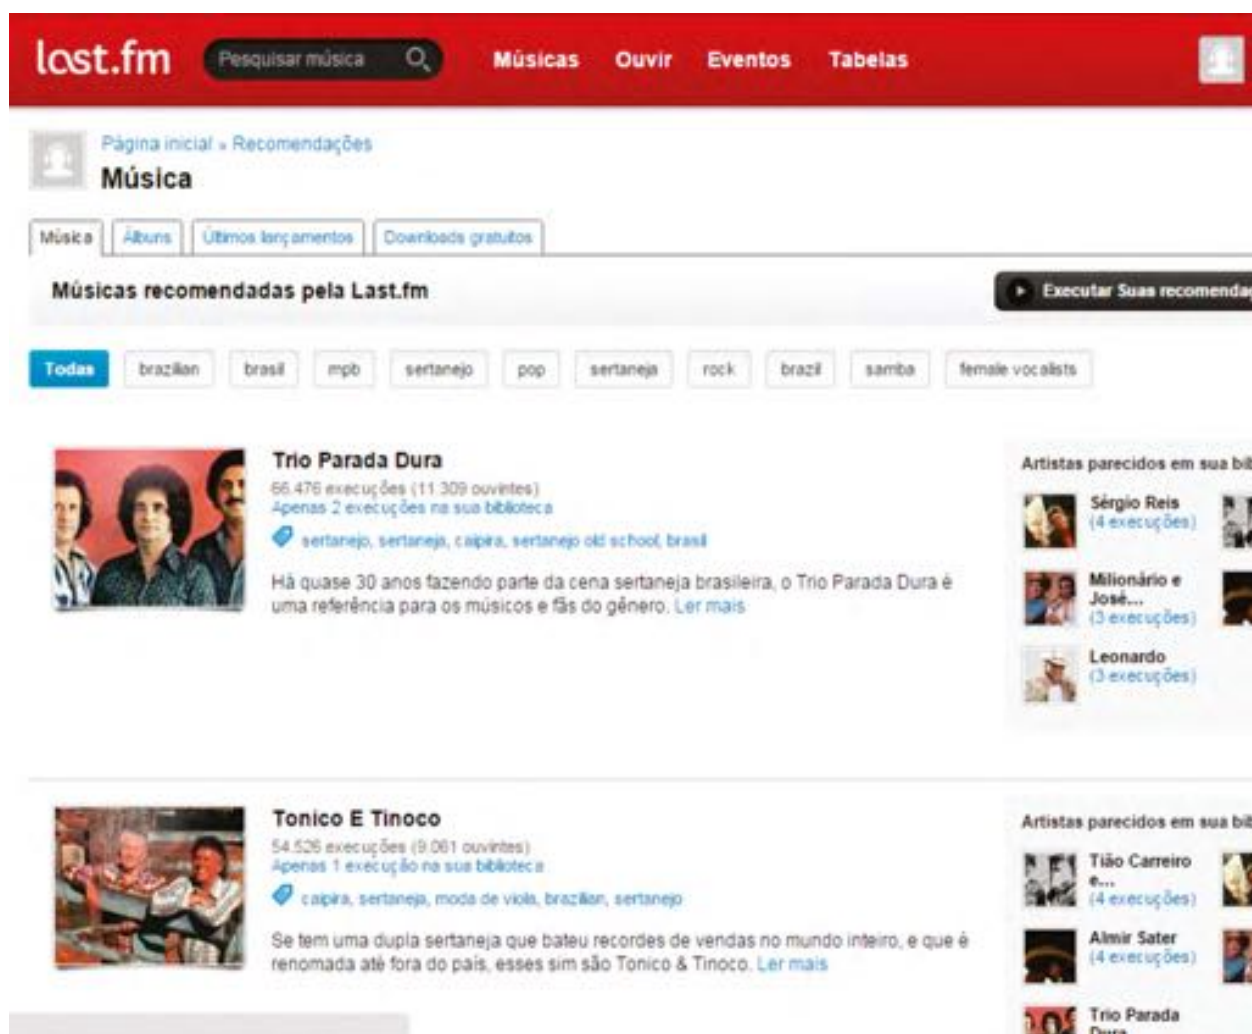 last.fm Pesquisar música Músicas Ouvir Eventos Tabelas
Página inicial » Recomendações
Música
Música Álbuns Últimos lançamentos Downloads gratuitos
Músicas recomendadas pela Last.fm
Executar Suas
Todas brazilian brasil mpb sertanejo pop sertaneja rock brazil samba female vocalists
Trio Parada Dura
66.476 execuções (11.309 ouvintes)
Apenas 2 execuções na sua biblioteca
sertanejo, sertaneja, caipira, sertanejo old school, brasil
Há quase 30 anos fazendo parte da cena sertaneja brasileira, o Trio Parada Dura é
uma referência para os músicos e fãs do gênero. Ler mais
Artistas parecidos em sua
Sérgio Reis
(4 execuções)
Milionário e
José...
(3 execuções)
Leonardo
(3 execuções)
Tonico E Tinoco
54.526 execuções (9.061 ouvintes)
Apenas 1 execução na sua biblioteca
caipira, sertaneja, moda de viola, brazilian, sertanejo
Se tem uma dupla sertaneja que bateu recordes de vendas no mundo inteiro, e que é
renomada até fora do país, esses sim são Tonico & Tinoco. Ler mais
Artistas parecidos em sua
Tião Carreiro
e...
(4 execuções)
Almir Sater
(4 execuções)
Trio Parada
Dura